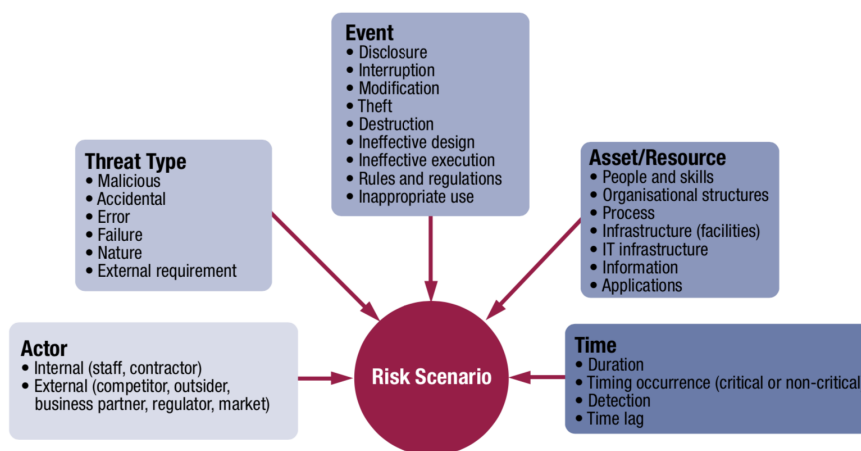 Event
• Disclosure
• Interruption
• Modification
• Theft
• Destruction
• Ineffective design
• Ineffective execution
• Rules and regulations
• Inappropriate use
Threat Type
• Malicious
• Accidental
• Error
• Failure
• Nature
• External requirement
Asset/Resource
• People and skills
• Organisational structures
• Process
• Infrastructure (facilities)
• IT infrastructure
• Information
• Applications
Actor
• Internal (staff, contractor)
• External (competitor, outsider,
business partner, regulator, market)
Risk Scenario
Time
• Duration
• Timing occurrence (critical or non-critical)
• Detection
• Time lag